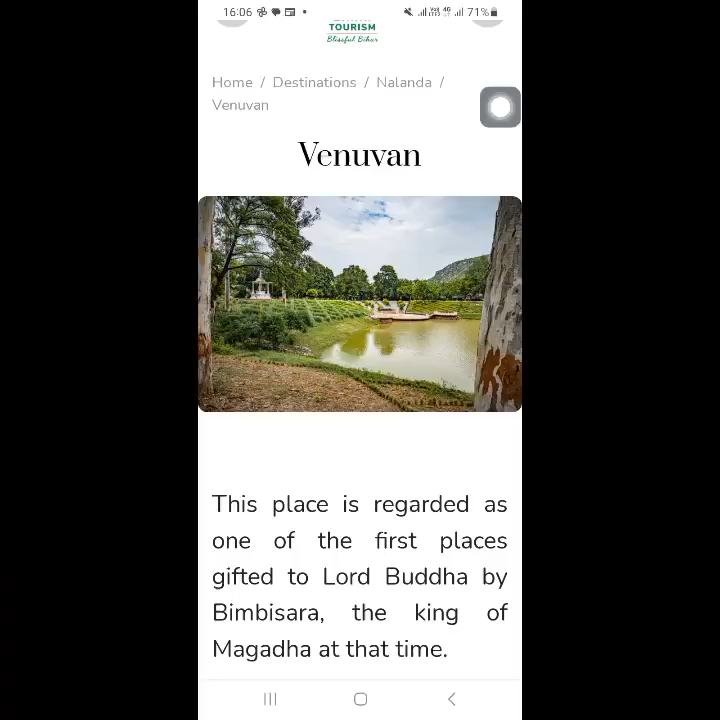 16:06
4G
71%
TOURISM
Blissful Bihar
Home / Destinations / Nalanda /
Venuvan
Venuvan
This place is regarded as
one of the first places
gifted to Lord Buddha by
Bimbisara, the king of
Magadha at that time.